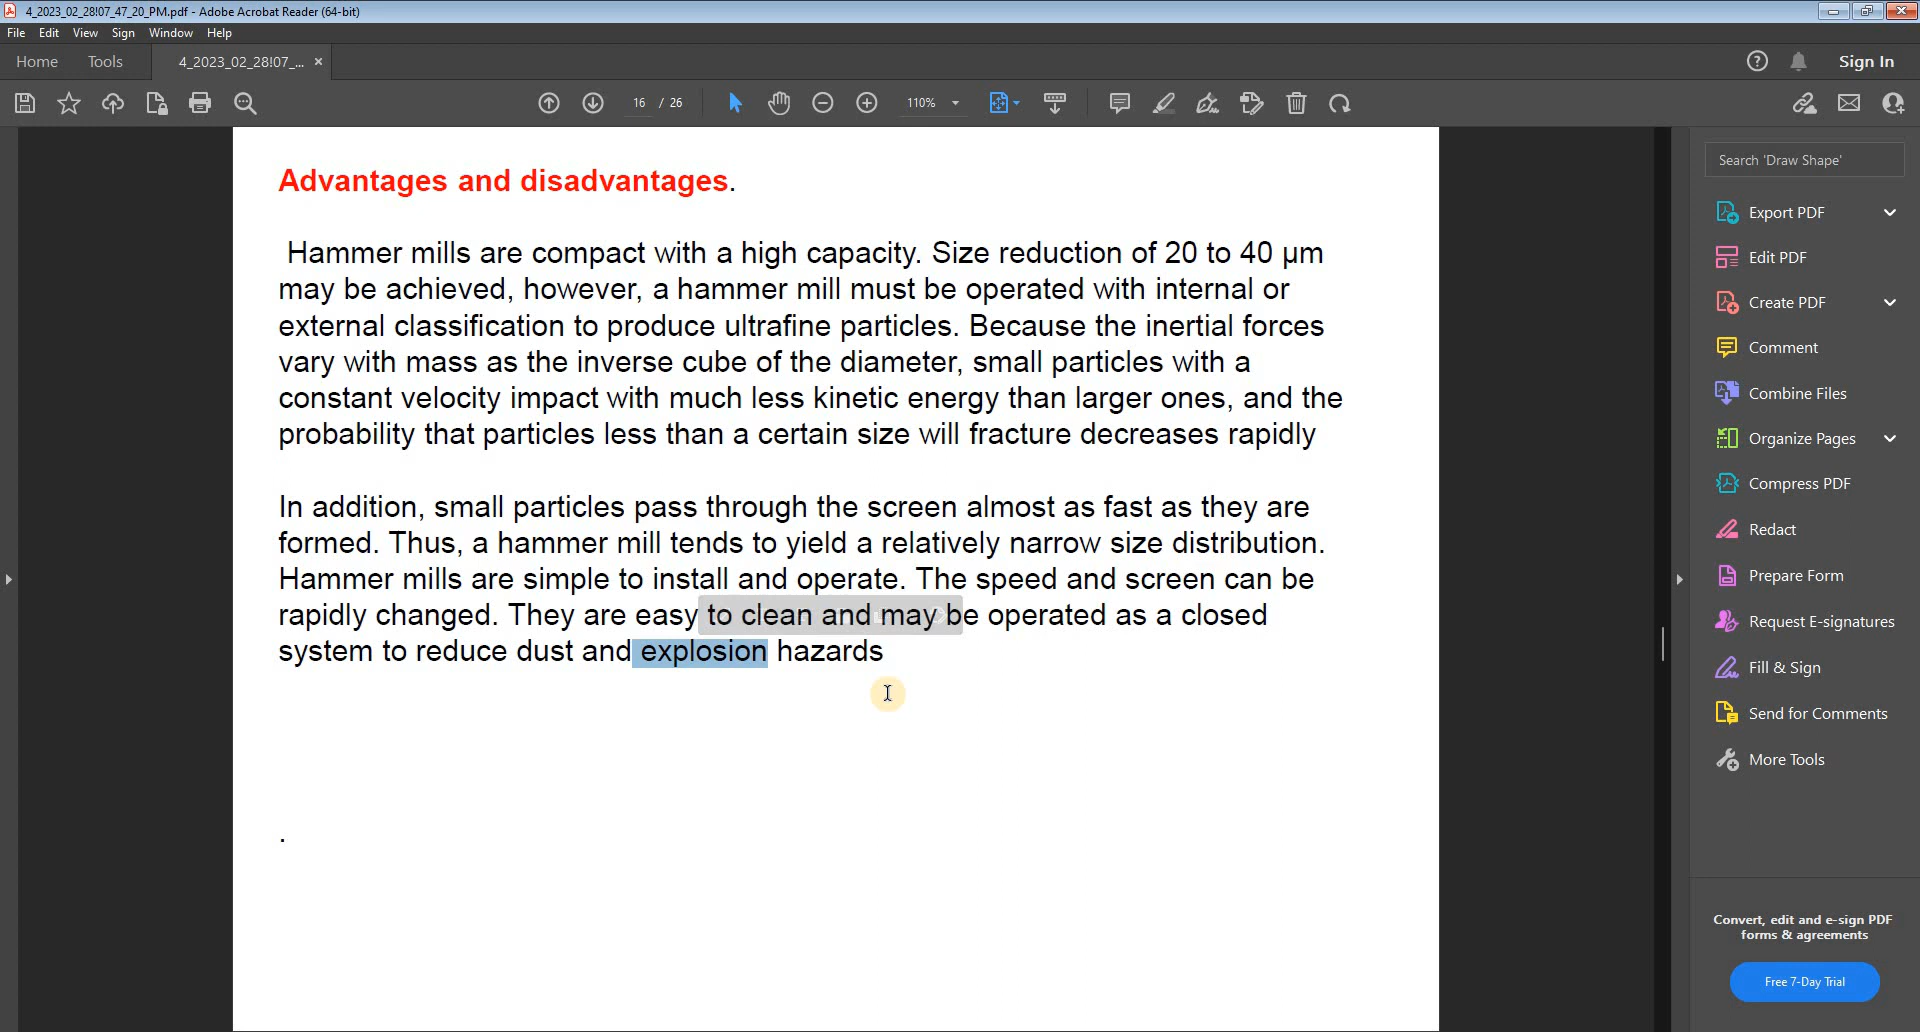 4_2023_02_28!07_47_20_PM.pdf - Adobe Acrobat Reader (64-bit)
File Edit View Sign Window Help
Home Tools 4_2023_02_28!07_... × Sign In
16 / 26 110%
Search 'Draw Shape'
Export PDF
Edit PDF
Create PDF
Comment
Combine Files
Organize Pages
Compress PDF
Redact
Prepare Form
Request E-signatures
Fill & Sign
Send for Comments
More Tools
Convert, edit and e-sign PDF
forms & agreements
Free 7-Day Trial
Advantages and disadvantages.
Hammer mills are compact with a high capacity. Size reduction of 20 to 40 μm
may be achieved, however, a hammer mill must be operated with internal or
external classification to produce ultrafine particles. Because the inertial forces
vary with mass as the inverse cube of the diameter, small particles with a
constant velocity impact with much less kinetic energy than larger ones, and the
probability that particles less than a certain size will fracture decreases rapidly
In addition, small particles pass through the screen almost as fast as they are
formed. Thus, a hammer mill tends to yield a relatively narrow size distribution.
Hammer mills are simple to install and operate. The speed and screen can be
rapidly changed. They are easy to clean and may be operated as a closed
system to reduce dust and explosion hazards
.